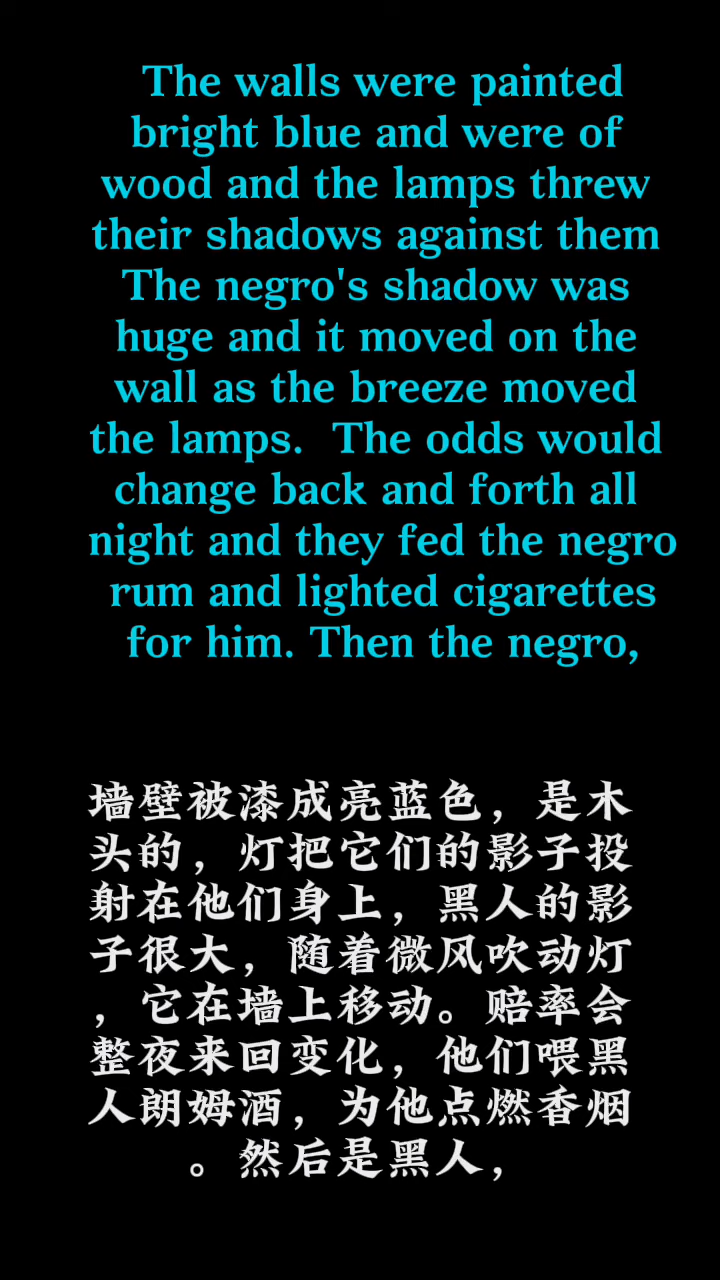 The walls were painted
bright blue and were of
wood and the lamps threw
their shadows against them
The negro's shadow was
huge and it moved on the
wall as the breeze moved
the lamps.  The odds would
change back and forth all
night and they fed the negro
rum and lighted cigarettes
for him. Then the negro,
墙壁被漆成亮蓝色，是木
头的，灯把它们的影子投
射在他们身上，黑人的影
子很大，随着微风吹动灯
，它在墙上移动。赔率会
整夜来回变化，他们喂黑
人朗姆酒，为他点燃香烟
。然后是黑人，